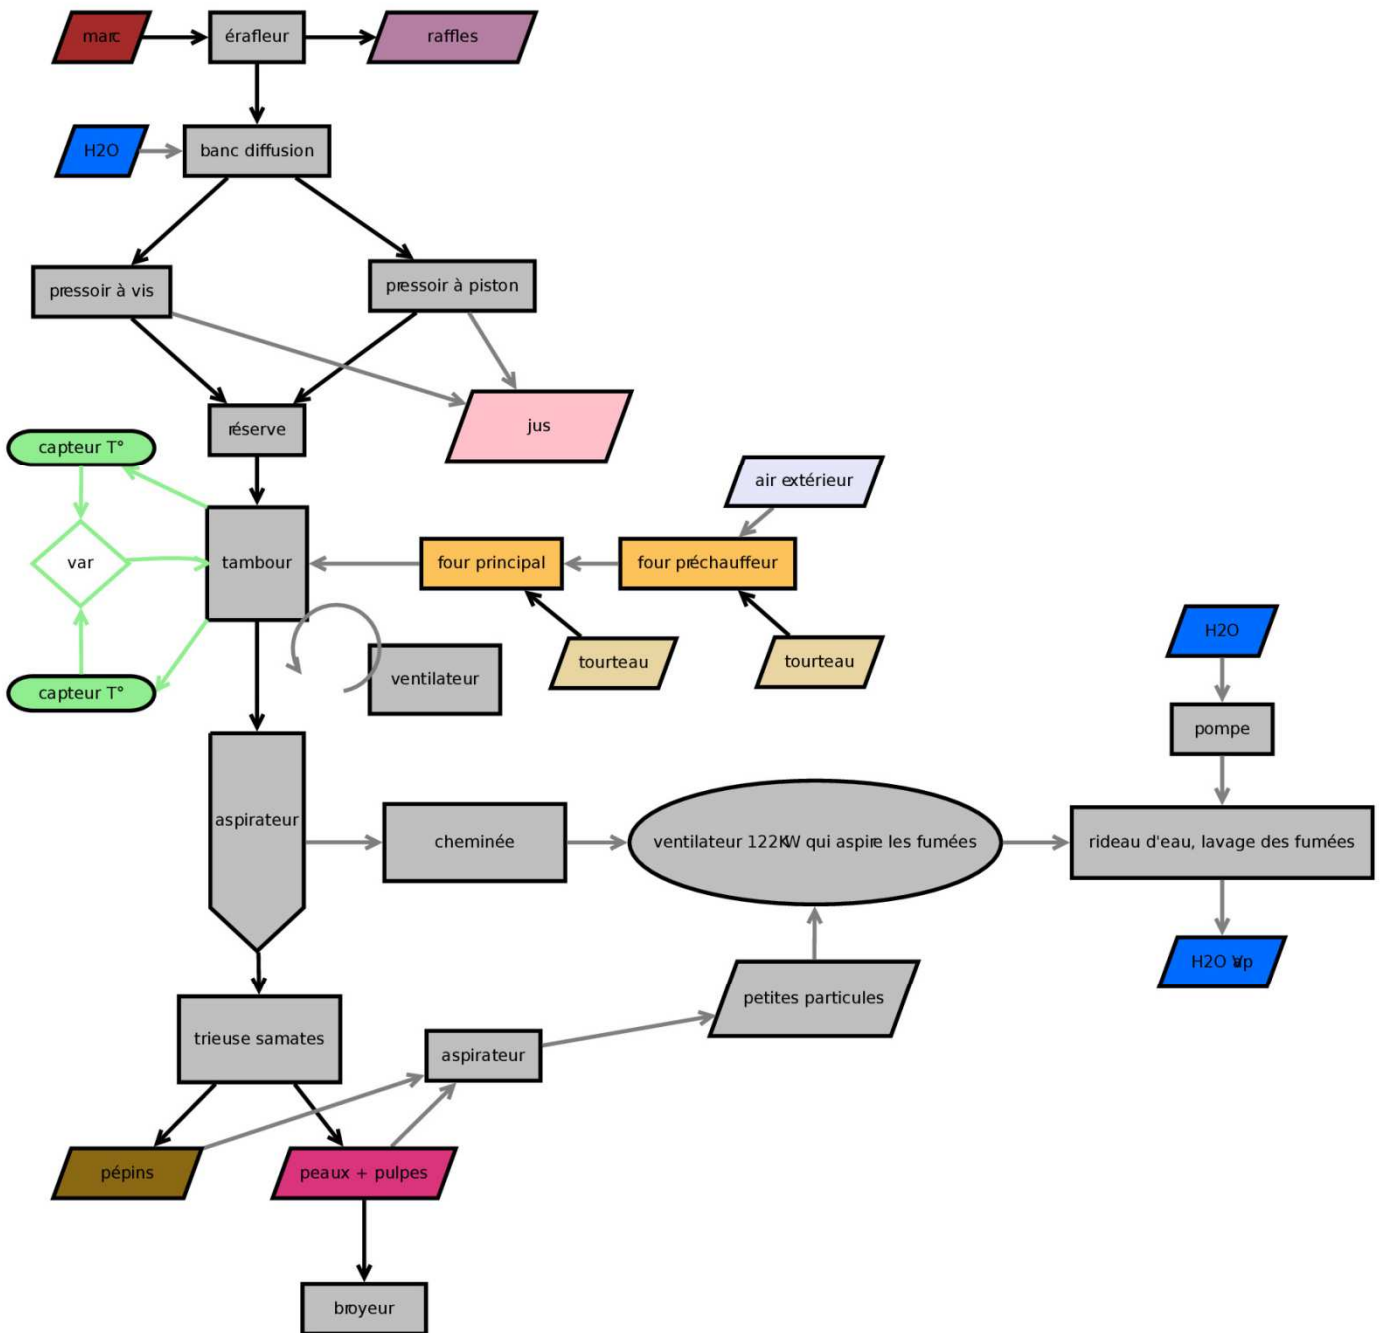 marc
érafleur
raffles
H2O
banc diffusion
pressoir à vis
pressoir à piston
réserve
jus
capteur T°
air extérieur
var
tambour
four principal
four préchauffeur
H2O
tourteau
tourteau
capteur T°
ventilateur
pompe
aspirateur
cheminée
ventilateur 122KW qui aspire les fumées
rideau d'eau, lavage des fumées
H2O Vap
petites particules
trieuse samates
aspirateur
pépins
peaux + pulpes
broyeur